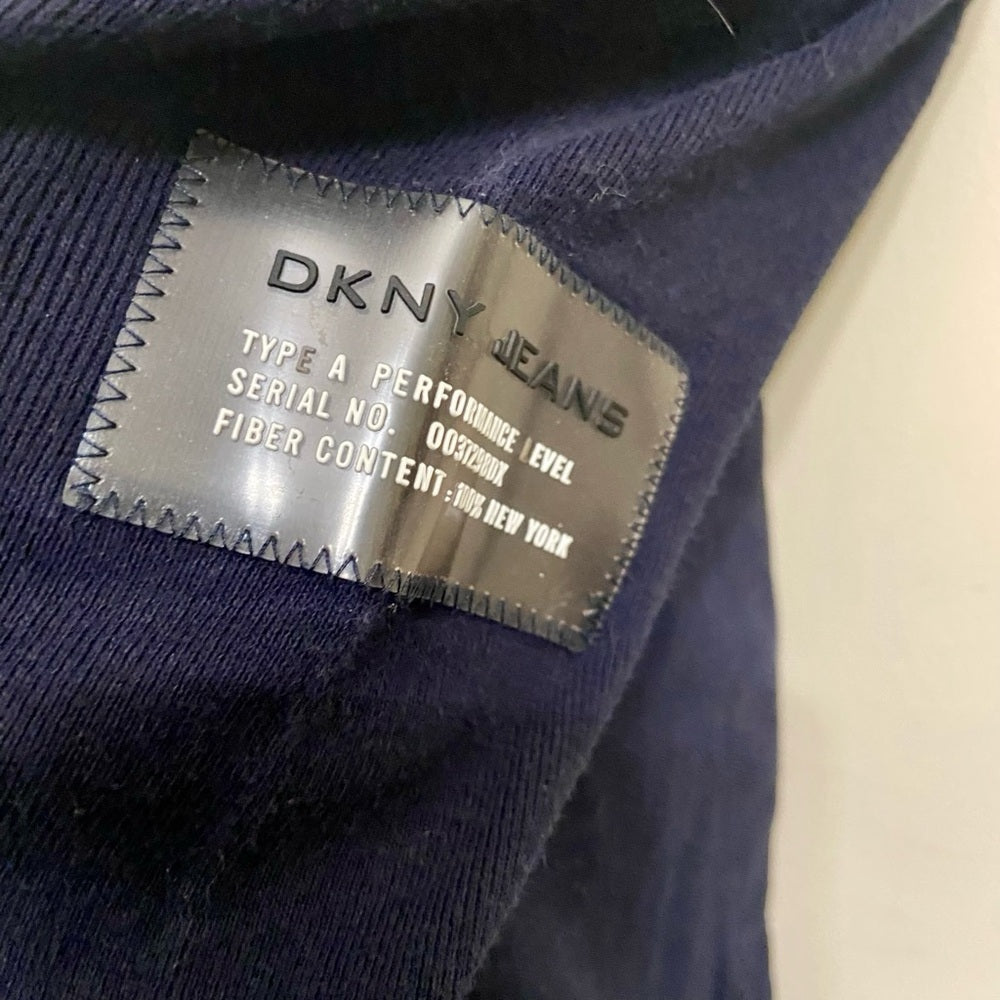 DKNY JEANS
TYPE A PERFORMANCE LEVEL
SERIAL NO.
FIBER CONTENT: 100% NEW YORK